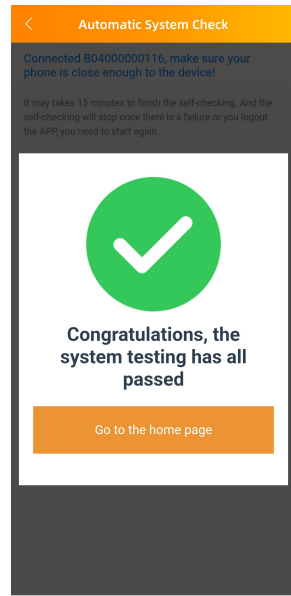 Automatic System Check
Connected B04000000116, make sure your
phone is close enough to the device!
It may takes 15 minutes to finish the self-checking. And the
self-checking will stop once there is a failure or you logout
the APP, you need to start again.
Congratulations, the
system testing has all
passed
Go to the home page